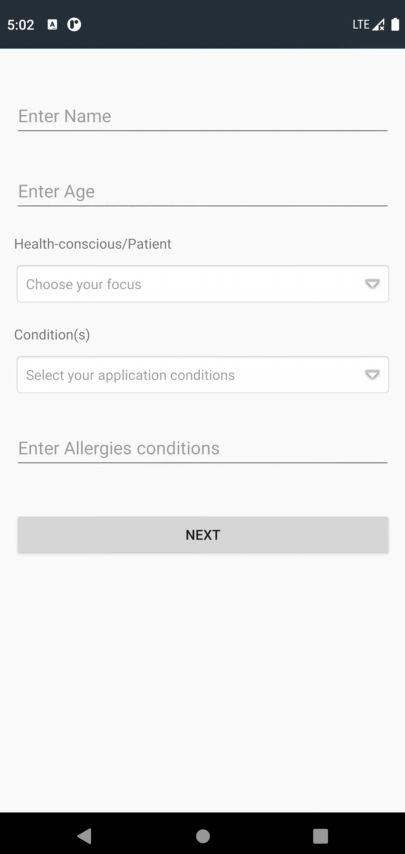 5:02
LTE
Enter Name
Enter Age
Health-conscious/Patient
Choose your focus
Condition(s)
Select your application conditions
Enter Allergies conditions
NEXT